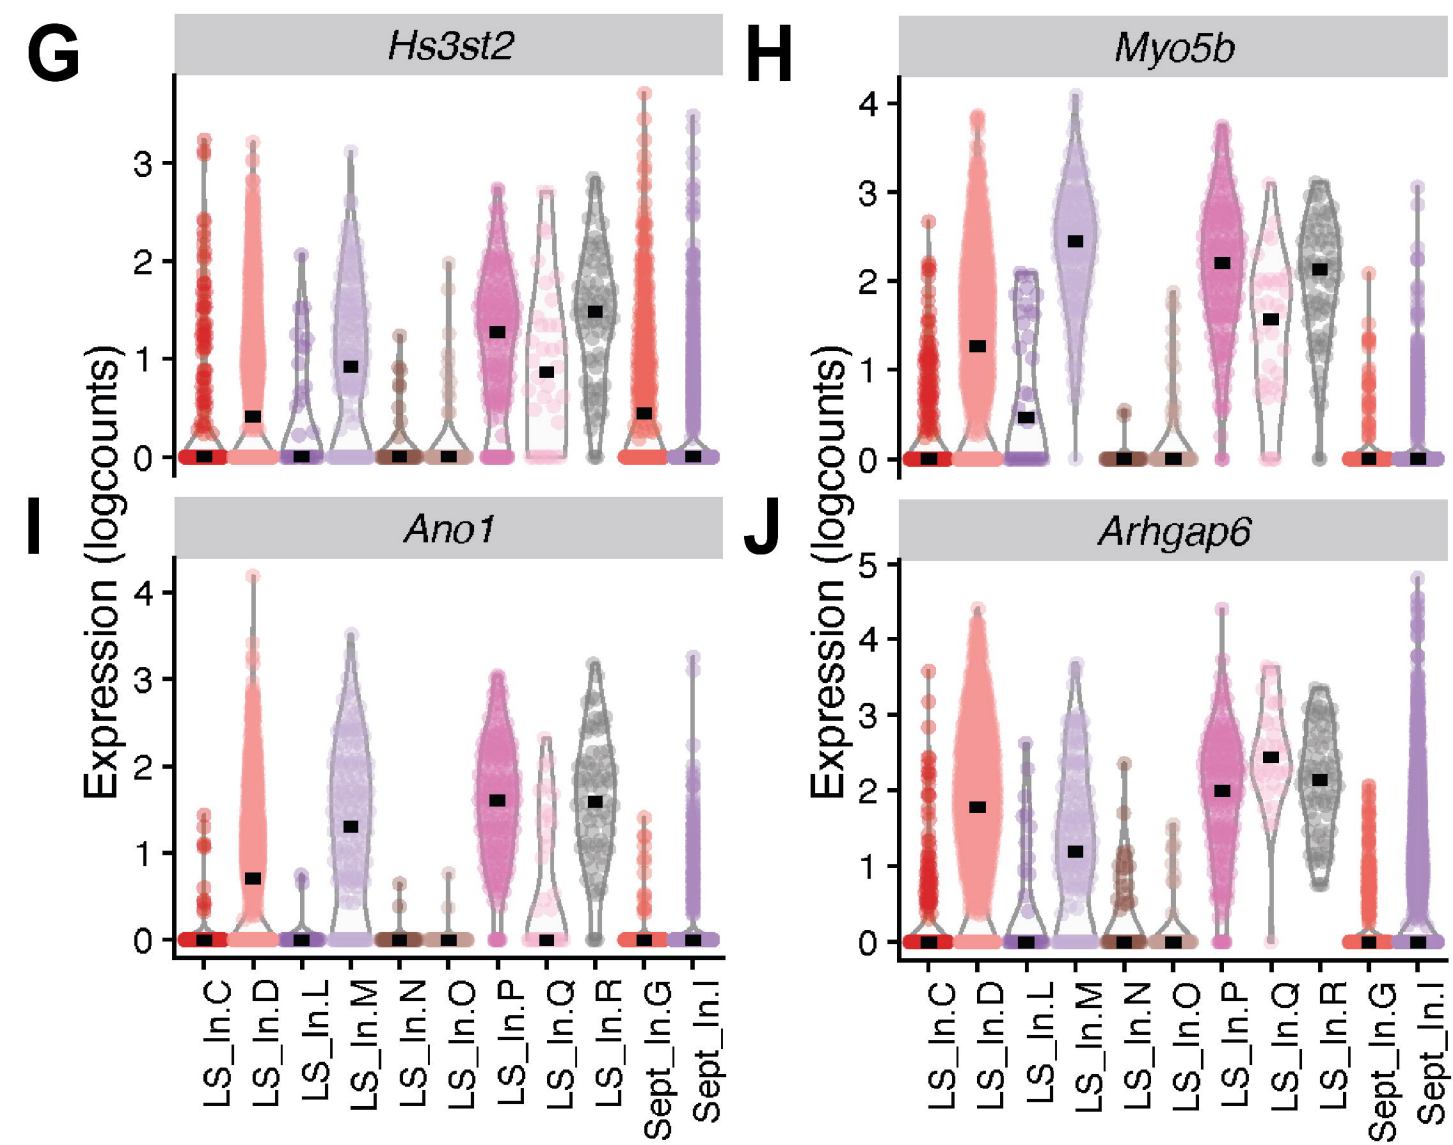 G
Hs3st2
3
2
1
0
H
Myo5b
4
3
2
1
0
Expression (logcounts)
Expression (logcounts)
I
Ano1
4
3
2
1
0
LS_In.C
LS_In.D
LS_In.L
LS_In.M
LS_In.N
LS_In.O
LS_In.P
LS_In.Q
LS_In.R
Sept_In.G
Sept_In.I
J
Arhgap6
5
4
3
2
1
0
LS_In.C
LS_In.D
LS_In.L
LS_In.M
LS_In.N
LS_In.O
LS_In.P
LS_In.Q
LS_In.R
Sept_In.G
Sept_In.I